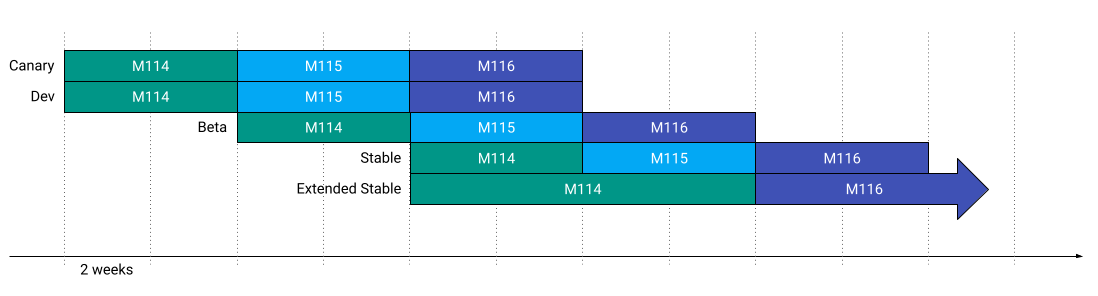 Canary M114 M115 M116
Dev M114 M115 M116
Beta M114 M115 M116
Stable M114 M115 M116
Extended Stable M114 M116
2 weeks